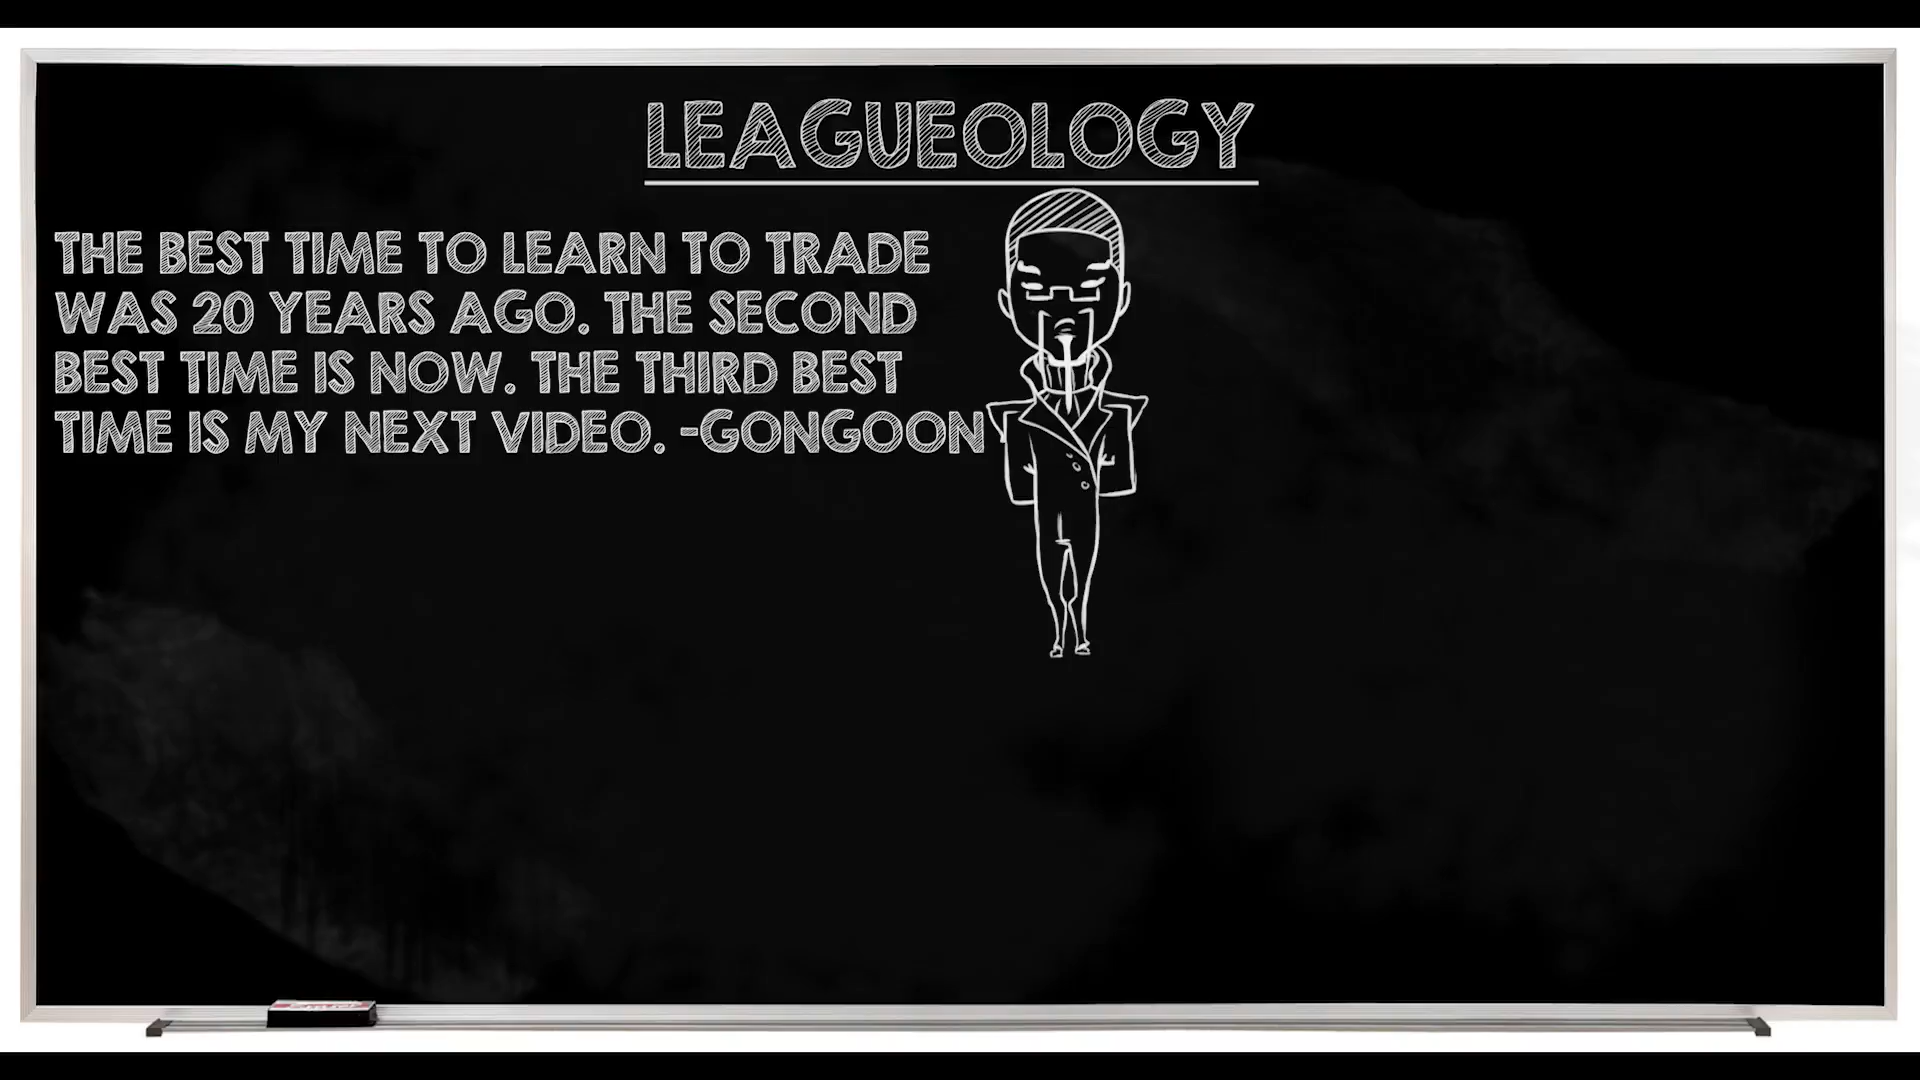 LEAGUEOLOGY
THE BEST TIME TO LEARN TO TRADE
WAS 20 YEARS AGO. THE SECOND
BEST TIME IS NOW. THE THIRD BEST
TIME IS MY NEXT VIDEO. -GONGOON